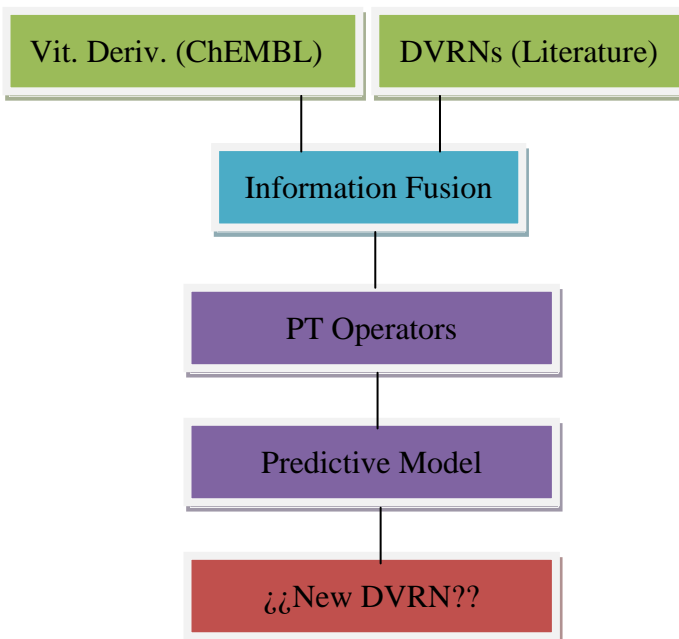 Vit. Deriv. (ChEMBL)
DVRNs (Literature)
Information Fusion
PT Operators
Predictive Model
¿¿New DVRN??